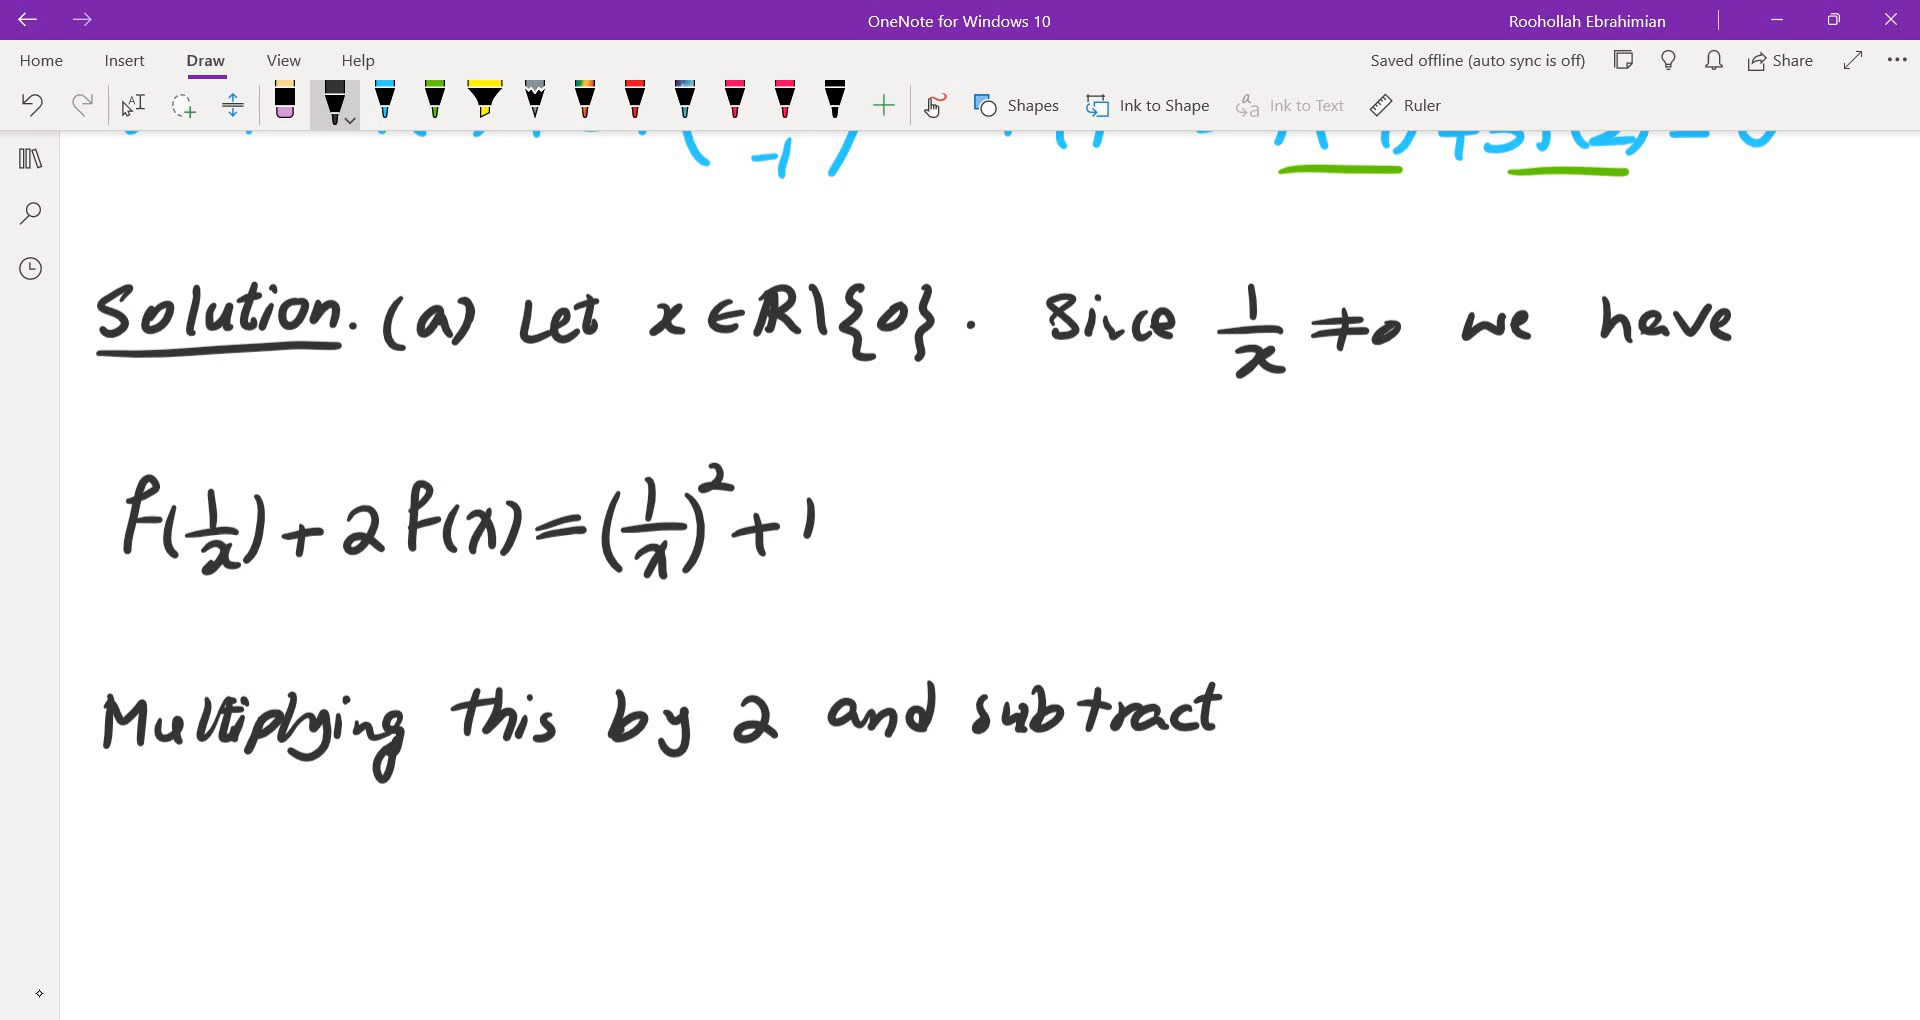 OneNote for Windows 10
Roohollah Ebrahimian
Home Insert Draw View Help
Saved offline (auto sync is off) Share
Shapes Ink to Shape Ink to Text Ruler
Solution. (a) Let x ∈ ℝ\{0}. Since 1/x ≠ 0 we have
f(1/x) + 2 f(x) = (1/x)² + 1
Multiplying this by 2 and subtract